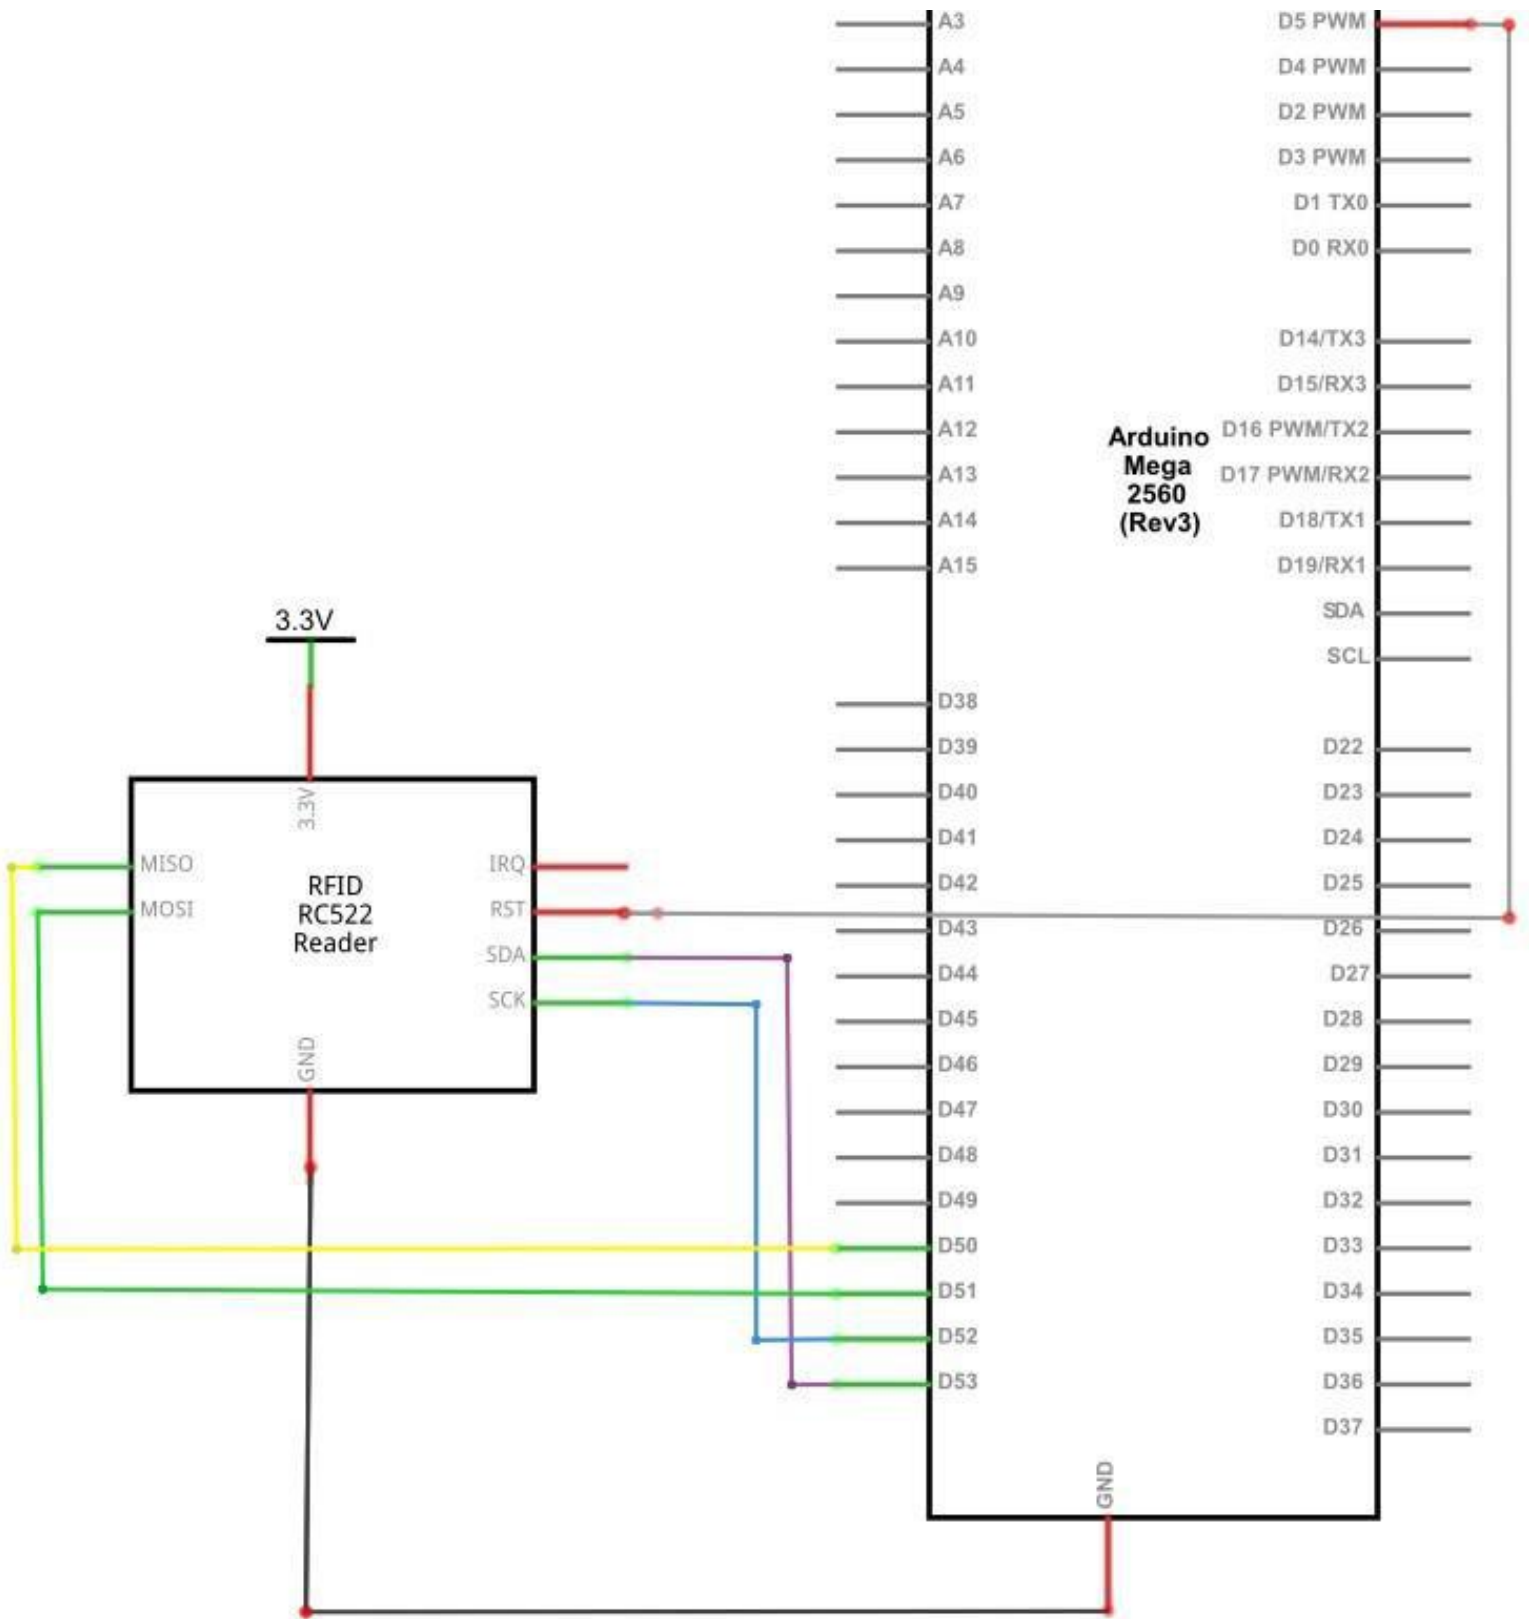 A3
D5 PWM
A4
D4 PWM
A5
D2 PWM
A6
D3 PWM
A7
D1 TX0
A8
D0 RX0
A9
A10
D14/TX3
A11
D15/RX3
A12
D16 PWM/TX2
A13
D17 PWM/RX2
A14
D18/TX1
A15
D19/RX1
Arduino
Mega
2560
(Rev3)
SDA
SCL
D38
D39
D22
D40
D23
D41
D24
D42
D25
D43
D26
D44
D27
D45
D28
D46
D29
D47
D30
D48
D31
D49
D32
D50
D33
D51
D34
D52
D35
D53
D36
D37
GND
3.3V
3.3V
MISO
IRQ
MOSI
RST
SDA
SCK
RFID
RC522
Reader
GND